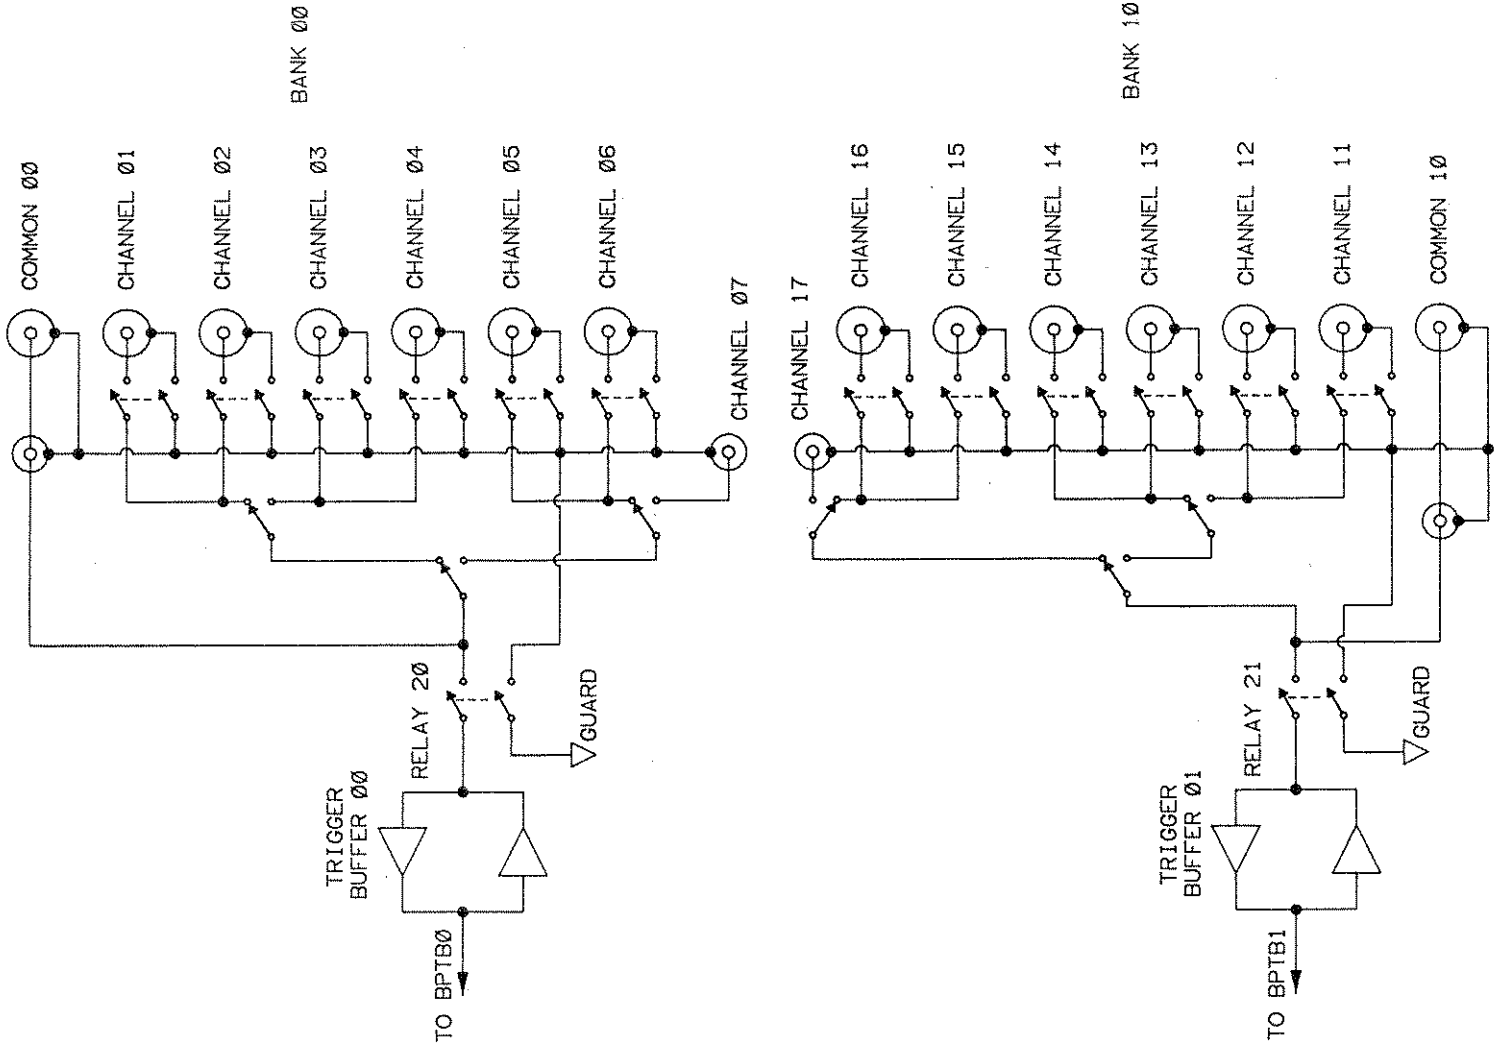 BANK 00
COMMON 00
CHANNEL 01
CHANNEL 02
CHANNEL 03
CHANNEL 04
CHANNEL 05
CHANNEL 06
CHANNEL 07
RELAY 20
GUARD
TRIGGER
BUFFER 00
TO BPTB0
BANK 10
CHANNEL 17
CHANNEL 16
CHANNEL 15
CHANNEL 14
CHANNEL 13
CHANNEL 12
CHANNEL 11
COMMON 10
RELAY 21
GUARD
TRIGGER
BUFFER 01
TO BPTB1